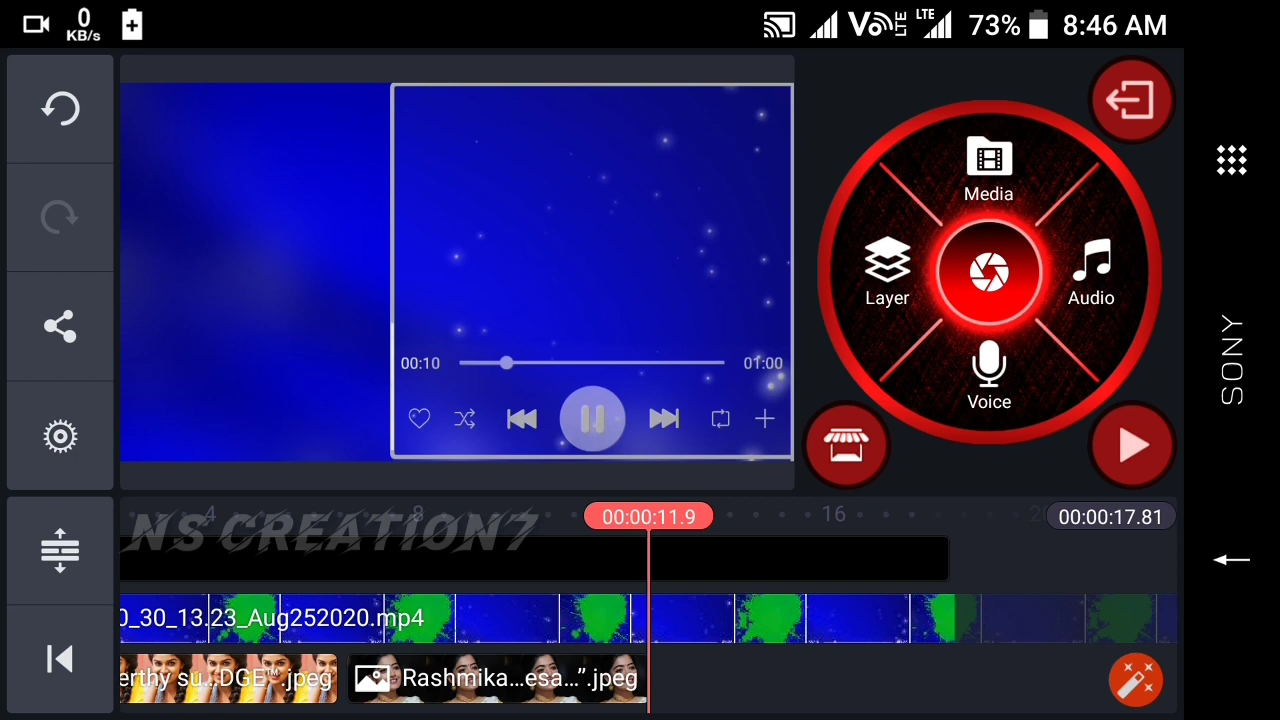 0
KB/s
VoLTE
LTE
73%
8:46 AM
Media
Layer
Audio
Voice
00:10
01:00
SONY
4
8
00:00:11.9
16
00:00:17.81
NS CREATION7
0_30_13.23_Aug252020.mp4
erthy su...DGE™.jpeg
Rashmika...esa...”.jpeg